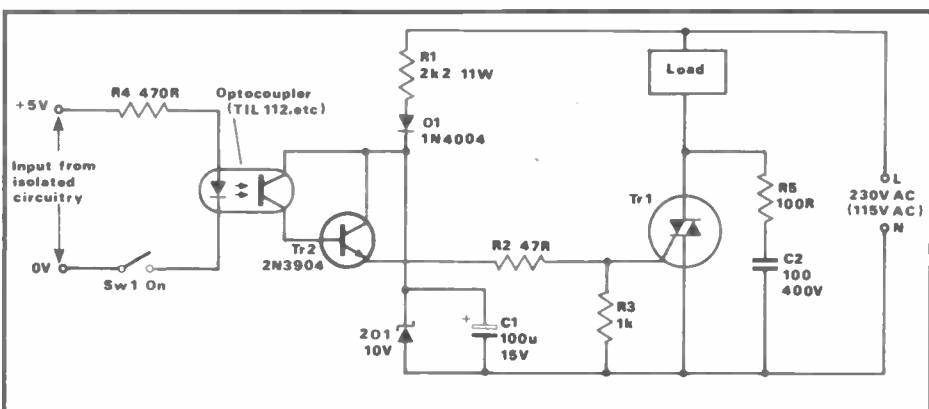 R1
2k2 11W
Load
R4 470R
Optocoupler
(TIL 112.etc)
+5V
O1
1N4004
Input from
isolated
circuitry
L
230V AC
(115V AC)
N
R5
100R
Tr1
Tr2
2N3904
R2 47R
0V
Sw1 On
C2
100
400V
R3
1k
+
C1
100u
15V
2O1
10V